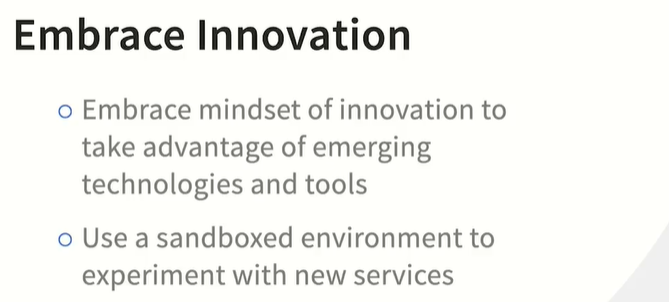 Embrace Innovation
Embrace mindset of innovation to
take advantage of emerging
technologies and tools
Use a sandboxed environment to
experiment with new services